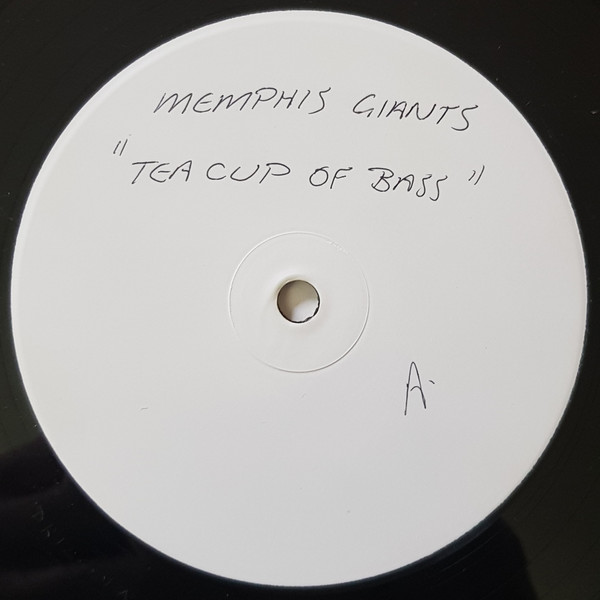 MEMPHIS GIANTS
"TEA CUP OF BASS"
A.